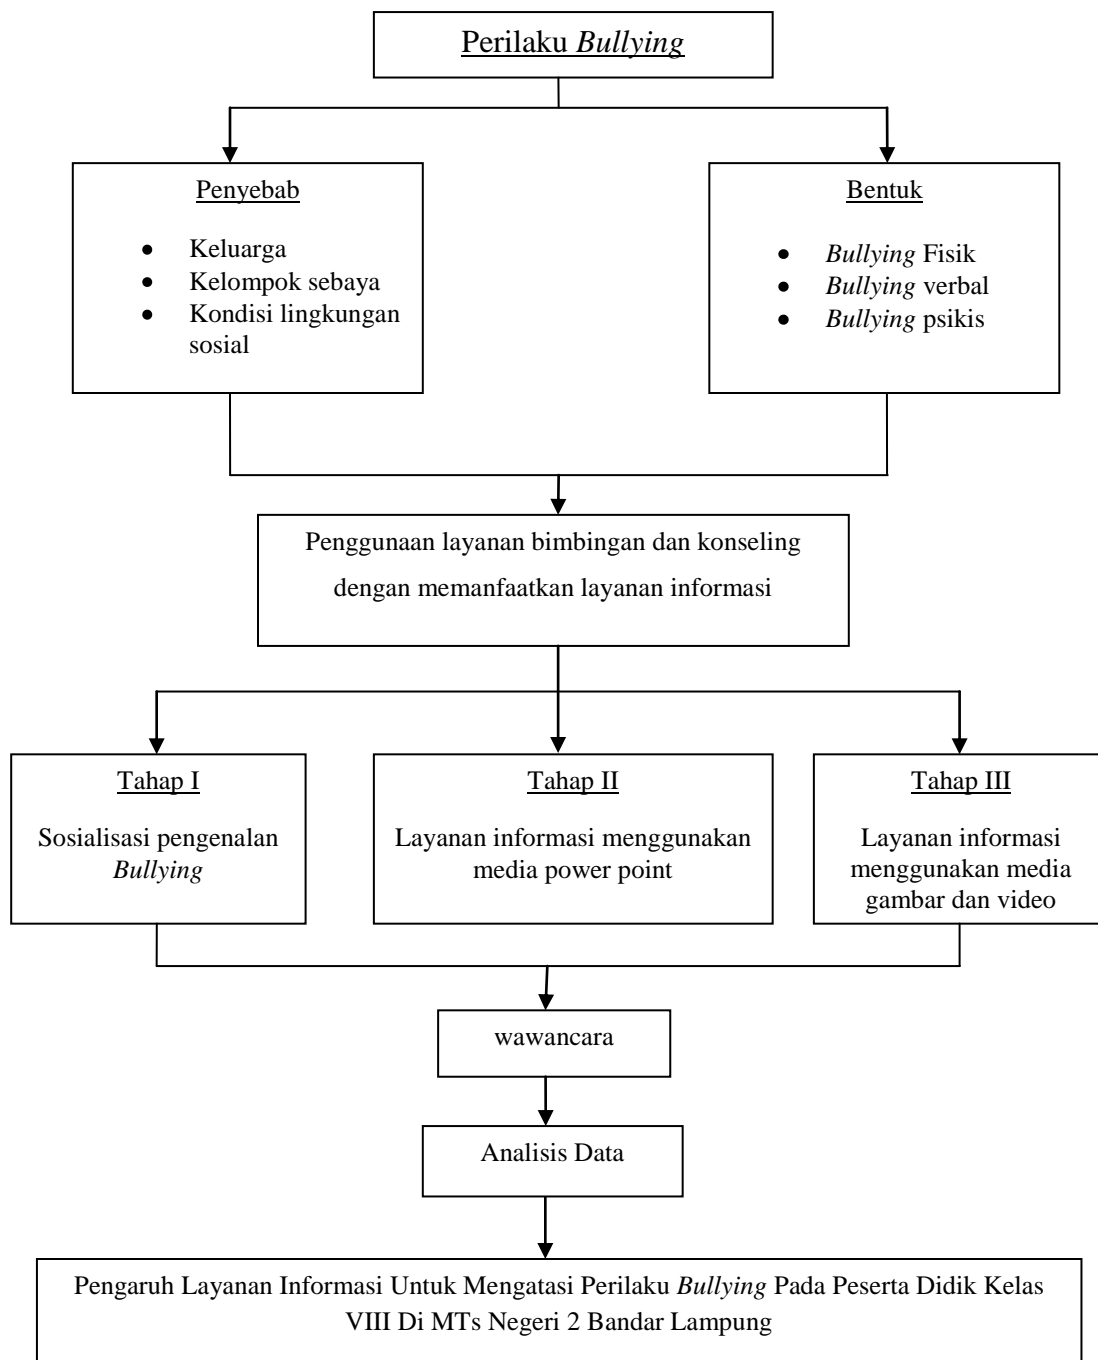 Perilaku Bullying
Penyebab
• Keluarga
• Kelompok sebaya
• Kondisi lingkungan
sosial
Bentuk
• Bullying Fisik
• Bullying verbal
• Bullying psikis
Penggunaan layanan bimbingan dan konseling
dengan memanfaatkan layanan informasi
Tahap I
Sosialisasi pengenalan
Bullying
Tahap II
Layanan informasi menggunakan
media power point
Tahap III
Layanan informasi
menggunakan media
gambar dan video
wawancara
Analisis Data
Pengaruh Layanan Informasi Untuk Mengatasi Perilaku Bullying Pada Peserta Didik Kelas
VIII Di MTs Negeri 2 Bandar Lampung